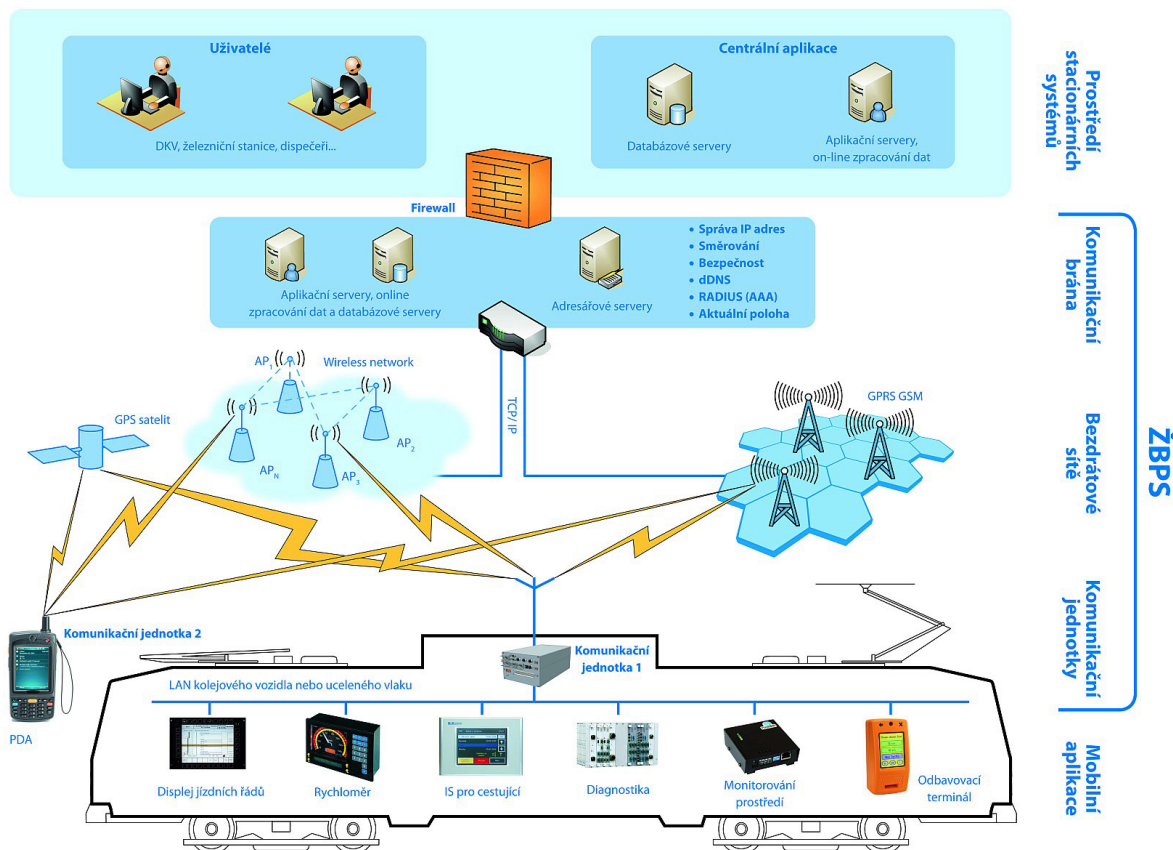 Uživatelé
DKV, železniční stanice, dispečeři...
Centrální aplikace
Databázové servery
Aplikační servery,
on-line zpracování dat
Prostředí
stacionárních
systémů
Firewall
Aplikační servery, online
zpracování dat a databázové servery
Adresářové servery
• Správa IP adres
• Směrování
• Bezpečnost
• dDNS
• RADIUS (AAA)
• Aktuální poloha
Komunikační
brána
AP1
Wireless network
AP2
APN
AP3
GPS satelit
TCP/ IP
GPRS GSM
Bezdrátové
sítě
ŽBPS
Komunikační jednotka 2
PDA
Komunikační
jednotka 1
Komunikační
jednotky
LAN kolejového vozidla nebo uceleného vlaku
Displej jízdních řádů
Rychloměr
IS pro cestující
Diagnostika
Monitorování
prostředí
Odbavovací
terminál
Mobilní
aplikace